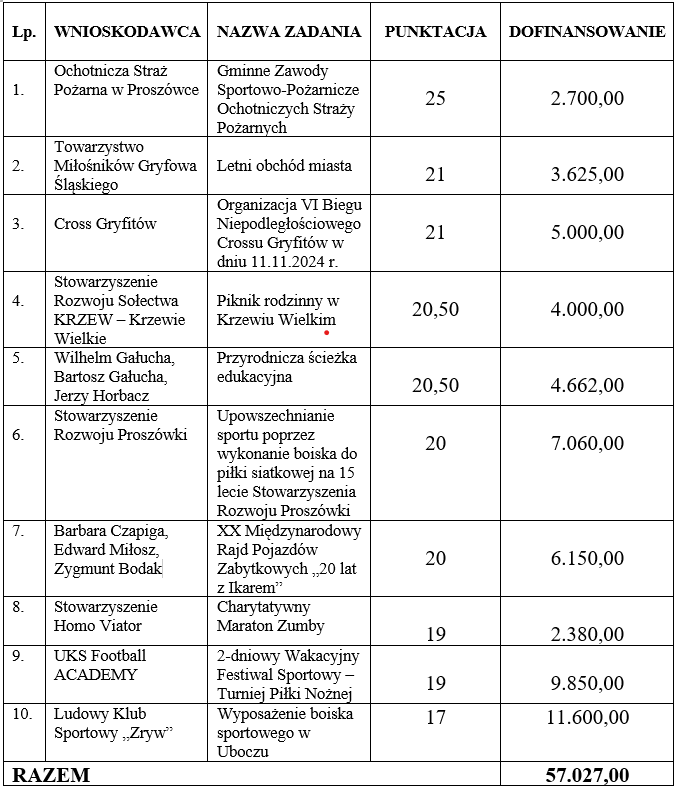 Lp. WNIOSKODAWCA NAZWA ZADANIA PUNKTACJA DOFINANSOWANIE
1.
Ochotnicza Straż
Pożarna w Proszówce
Gminne Zawody
Sportowo-Pożarnicze
Ochotniczych Straży
Pożarnych
25
2.700,00
2.
Towarzystwo
Miłośników Gryfowa
Śląskiego
Letni obchód miasta
21
3.625,00
3.
Cross Gryfitów
Organizacja VI Biegu
Niepodległościowego
Crossu Gryfitów w
dniu 11.11.2024 r.
21
5.000,00
4.
Stowarzyszenie
Rozwoju Sołectwa
KRZEW – Krzewie
Wielkie
Piknik rodzinny w
Krzewiu Wielkim
20,50
4.000,00
5.
Wilhelm Gałucha,
Bartosz Gałucha,
Jerzy Horbacz
Przyrodnicza ścieżka
edukacyjna
20,50
4.662,00
6.
Stowarzyszenie
Rozwoju Proszówki
Upowszechnianie
sportu poprzez
wykonanie boiska do
piłki siatkowej na 15
lecie Stowarzyszenia
Rozwoju Proszówki
20
7.060,00
7.
Barbara Czapiga,
Edward Miłosz,
Zygmunt Bodak
XX Międzynarodowy
Rajd Pojazdów
Zabytkowych „20 lat
z Ikarem”
20
6.150,00
8.
Stowarzyszenie
Homo Viator
Charytatywny
Maraton Zumby
19
2.380,00
9.
UKS Football
ACADEMY
2-dniowy Wakacyjny
Festiwal Sportowy –
Turniej Piłki Nożnej
19
9.850,00
10.
Ludowy Klub
Sportowy „Zryw”
Wyposażenie boiska
sportowego w
Uboczu
17
11.600,00
RAZEM 57.027,00